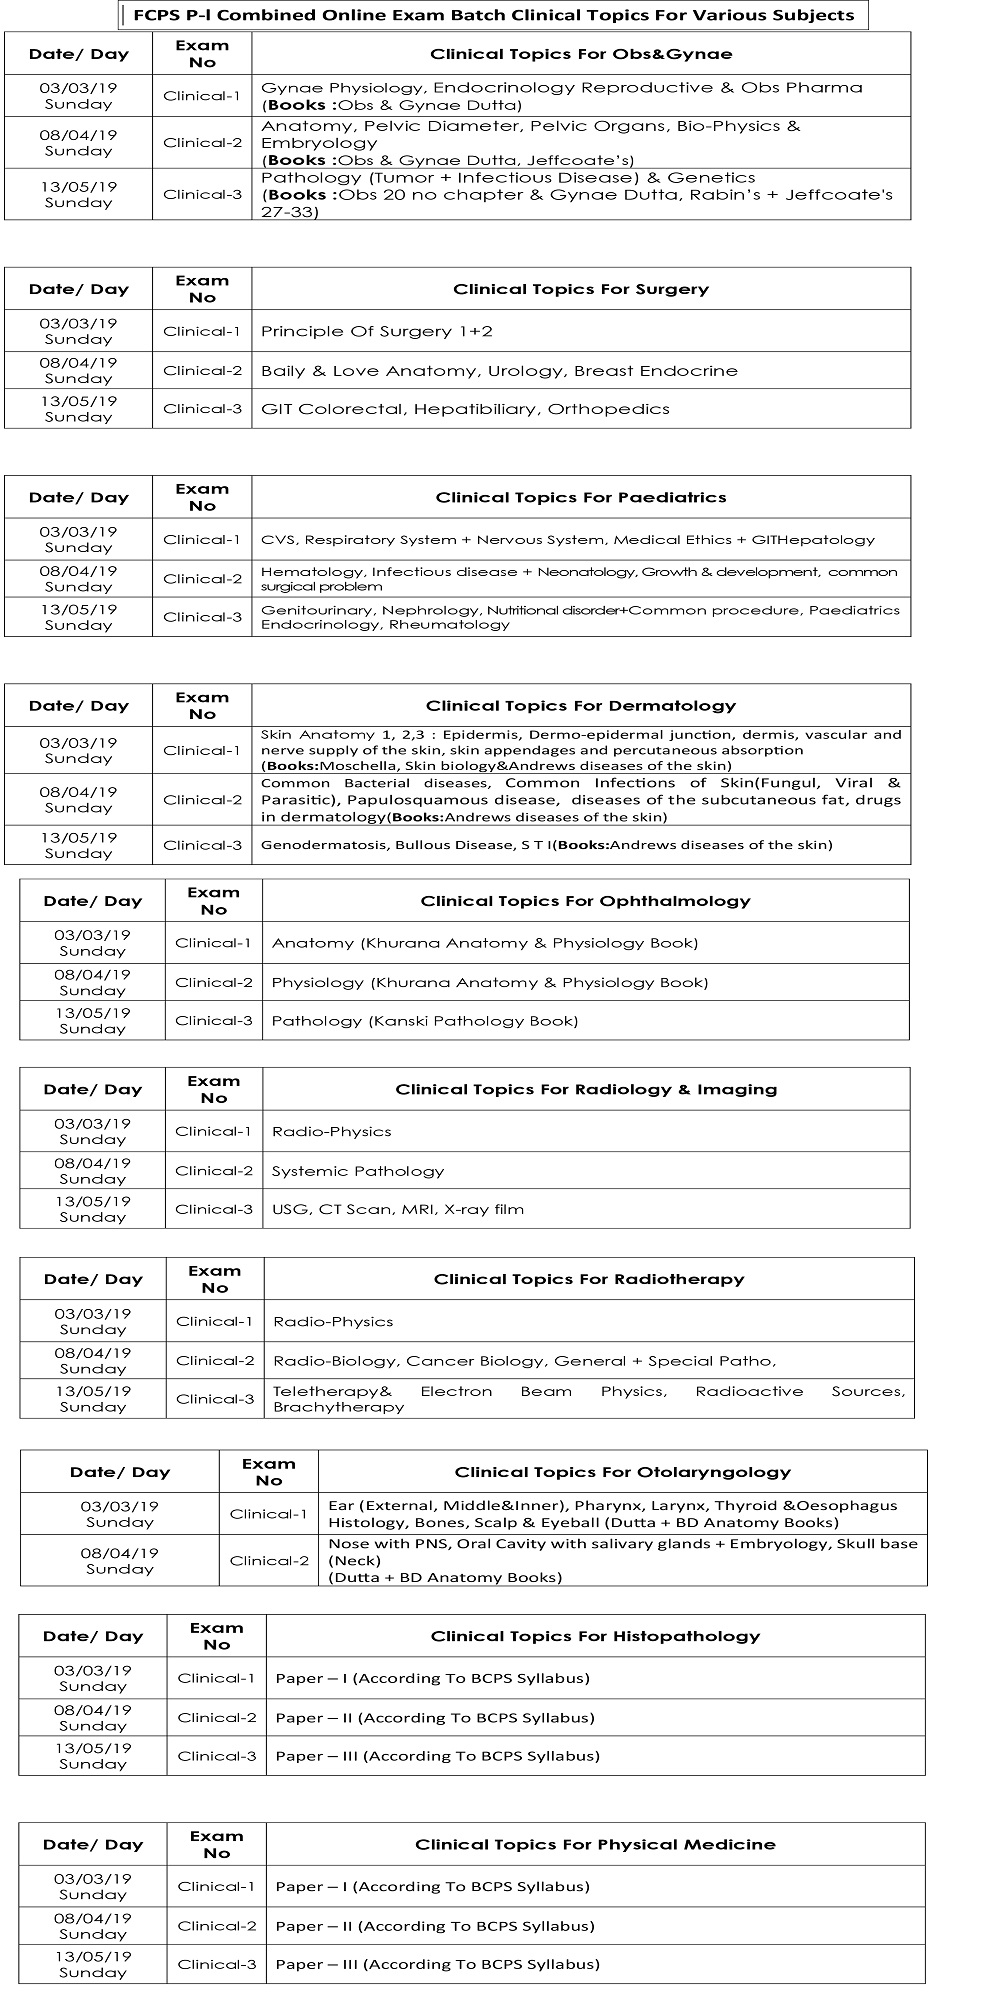 FCPS P-I Combined Online Exam Batch Clinical Topics For Various Subjects
Date/ Day Exam No Clinical Topics For Obs&Gynae
03/03/19 Sunday Clinical-1 Gynae Physiology, Endocrinology Reproductive & Obs Pharma
(Books :Obs & Gynae Dutta)
08/04/19 Sunday Clinical-2 Anatomy, Pelvic Diameter, Pelvic Organs, Bio-Physics &
Embryology
(Books :Obs & Gynae Dutta, Jeffcoate's)
13/05/19 Sunday Clinical-3 Pathology (Tumor + Infectious Disease) & Genetics
(Books :Obs 20 no chapter & Gynae Dutta, Rabin's + Jeffcoate's
27-33)
Date/ Day Exam No Clinical Topics For Surgery
03/03/19 Sunday Clinical-1 Principle Of Surgery 1+2
08/04/19 Sunday Clinical-2 Baily & Love Anatomy, Urology, Breast Endocrine
13/05/19 Sunday Clinical-3 GIT Colorectal, Hepatibiliary, Orthopedics
Date/ Day Exam No Clinical Topics For Paediatrics
03/03/19 Sunday Clinical-1 CVS, Respiratory System + Nervous System, Medical Ethics + GITHepatology
08/04/19 Sunday Clinical-2 Hematology, Infectious disease + Neonatology, Growth & development, common
surgical problem
13/05/19 Sunday Clinical-3 Genitourinary, Nephrology, Nutritional disorder+Common procedure, Paediatrics
Endocrinology, Rheumatology
Date/ Day Exam No Clinical Topics For Dermatology
03/03/19 Sunday Clinical-1 Skin Anatomy 1, 2,3 : Epidermis, Dermo-epidermal junction, dermis, vascular and
nerve supply of the skin, skin appendages and percutaneous absorption
(Books:Moschella, Skin biology&Andrews diseases of the skin)
08/04/19 Sunday Clinical-2 Common Bacterial diseases, Common Infections of Skin(Fungul, Viral &
Parasitic), Papulosquamous disease, diseases of the subcutaneous fat, drugs
in dermatology(Books:Andrews diseases of the skin)
13/05/19 Sunday Clinical-3 Genodermatosis, Bullous Disease, S T I(Books:Andrews diseases of the skin)
Date/ Day Exam No Clinical Topics For Ophthalmology
03/03/19 Sunday Clinical-1 Anatomy (Khurana Anatomy & Physiology Book)
08/04/19 Sunday Clinical-2 Physiology (Khurana Anatomy & Physiology Book)
13/05/19 Sunday Clinical-3 Pathology (Kanski Pathology Book)
Date/ Day Exam No Clinical Topics For Radiology & Imaging
03/03/19 Sunday Clinical-1 Radio-Physics
08/04/19 Sunday Clinical-2 Systemic Pathology
13/05/19 Sunday Clinical-3 USG, CT Scan, MRI, X-ray film
Date/ Day Exam No Clinical Topics For Radiotherapy
03/03/19 Sunday Clinical-1 Radio-Physics
08/04/19 Sunday Clinical-2 Radio-Biology, Cancer Biology, General + Special Patho,
13/05/19 Sunday Clinical-3 Teletherapy& Electron Beam Physics, Radioactive Sources,
Brachytherapy
Date/ Day Exam No Clinical Topics For Otolaryngology
03/03/19 Sunday Clinical-1 Ear (External, Middle&Inner), Pharynx, Larynx, Thyroid &Oesophagus
Histology, Bones, Scalp & Eyeball (Dutta + BD Anatomy Books)
08/04/19 Sunday Clinical-2 Nose with PNS, Oral Cavity with salivary glands + Embryology, Skull base
(Neck)
(Dutta + BD Anatomy Books)
Date/ Day Exam No Clinical Topics For Histopathology
03/03/19 Sunday Clinical-1 Paper – I (According To BCPS Syllabus)
08/04/19 Sunday Clinical-2 Paper – II (According To BCPS Syllabus)
13/05/19 Sunday Clinical-3 Paper – III (According To BCPS Syllabus)
Date/ Day Exam No Clinical Topics For Physical Medicine
03/03/19 Sunday Clinical-1 Paper – I (According To BCPS Syllabus)
08/04/19 Sunday Clinical-2 Paper – II (According To BCPS Syllabus)
13/05/19 Sunday Clinical-3 Paper – III (According To BCPS Syllabus)